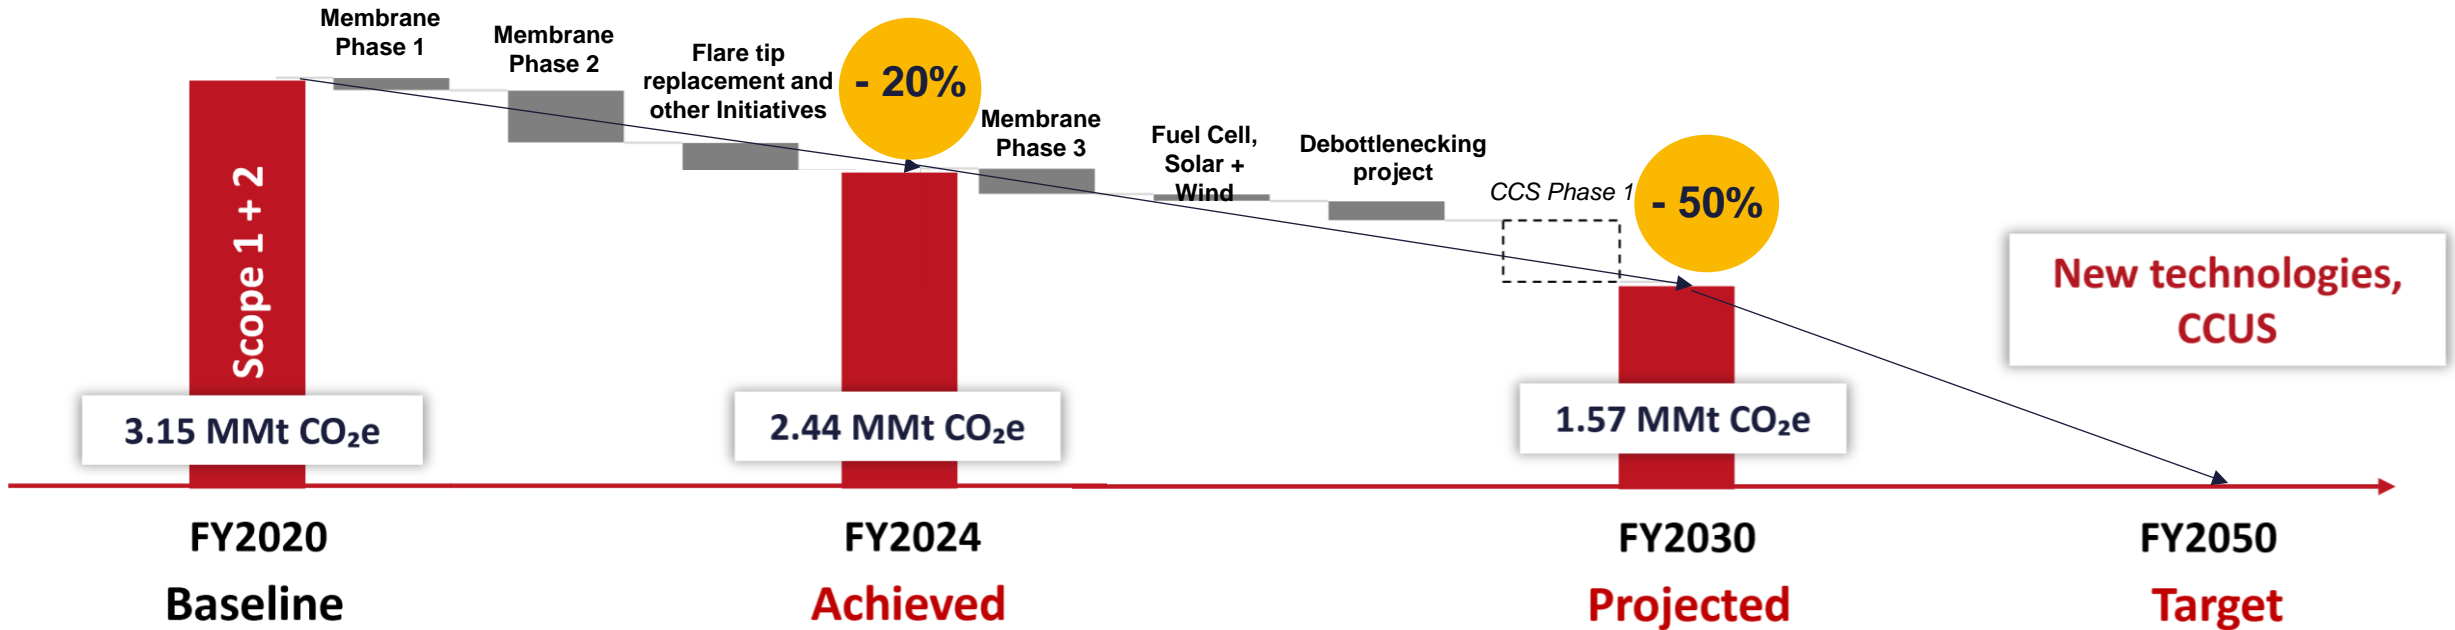 Membrane
Phase 1
Membrane
Phase 2
Flare tip
replacement and
other Initiatives
- 20%
Membrane
Phase 3
Fuel Cell,
Solar +
Wind
Debottlenecking
project
CCS Phase 1
- 50%
New technologies,
CCUS
Scope 1 + 2
3.15 MMt CO₂e
2.44 MMt CO₂e
1.57 MMt CO₂e
FY2020
Baseline
FY2024
Achieved
FY2030
Projected
FY2050
Target